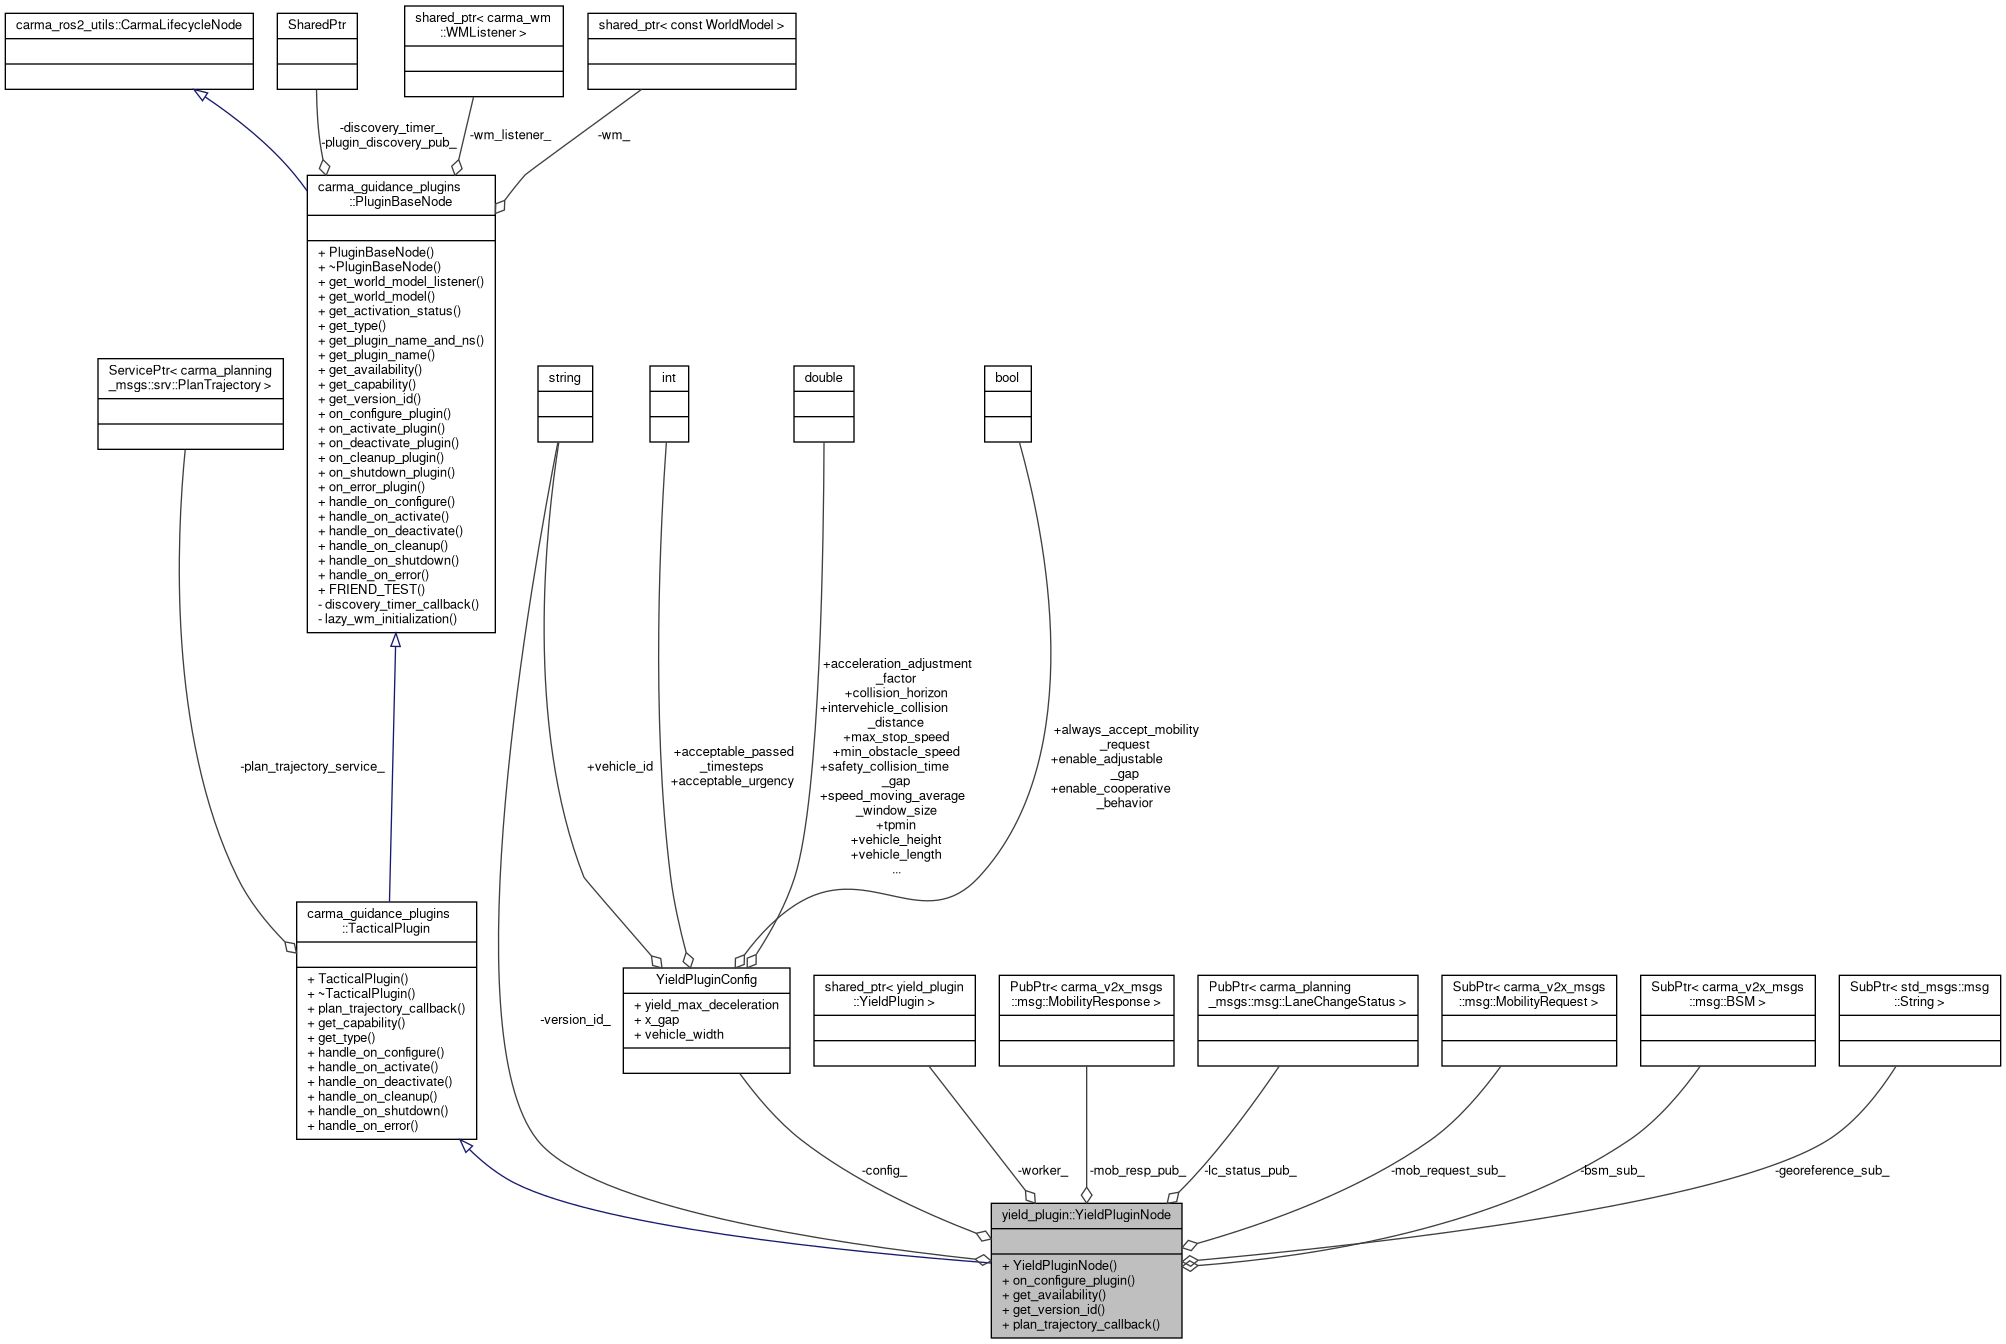 carma_ros2_utils::CarmaLifecycleNode
SharedPtr
shared_ptr< carma_wm
::WMListener >
shared_ptr< const WorldModel >
-discovery_timer_
-plugin_discovery_pub_
-wm_listener_
-wm_
carma_guidance_plugins
::PluginBaseNode
+ PluginBaseNode()
+ ~PluginBaseNode()
+ get_world_model_listener()
+ get_world_model()
+ get_activation_status()
+ get_type()
+ get_plugin_name_and_ns()
+ get_plugin_name()
+ get_availability()
+ get_capability()
+ get_version_id()
+ on_configure_plugin()
+ on_activate_plugin()
+ on_deactivate_plugin()
+ on_cleanup_plugin()
+ on_shutdown_plugin()
+ on_error_plugin()
+ handle_on_configure()
+ handle_on_activate()
+ handle_on_deactivate()
+ handle_on_cleanup()
+ handle_on_shutdown()
+ handle_on_error()
+ FRIEND_TEST()
- discovery_timer_callback()
- lazy_wm_initialization()
ServicePtr< carma_planning
_msgs::srv::PlanTrajectory >
string
int
double
bool
-plan_trajectory_service_
+vehicle_id
+acceptable_passed
_timesteps
+acceptable_urgency
+acceleration_adjustment
_factor
+collision_horizon
+intervehicle_collision
_distance
+max_stop_speed
+min_obstacle_speed
+safety_collision_time
_gap
+speed_moving_average
_window_size
+tpmin
+vehicle_height
+vehicle_length
...
+always_accept_mobility
_request
+enable_adjustable
_gap
+enable_cooperative
_behavior
carma_guidance_plugins
::TacticalPlugin
+ TacticalPlugin()
+ ~TacticalPlugin()
+ plan_trajectory_callback()
+ get_capability()
+ get_type()
+ handle_on_configure()
+ handle_on_activate()
+ handle_on_deactivate()
+ handle_on_cleanup()
+ handle_on_shutdown()
+ handle_on_error()
-version_id_
YieldPluginConfig
+ yield_max_deceleration
+ x_gap
+ vehicle_width
shared_ptr< yield_plugin
::YieldPlugin >
PubPtr< carma_v2x_msgs
::msg::MobilityResponse >
PubPtr< carma_planning
_msgs::msg::LaneChangeStatus >
SubPtr< carma_v2x_msgs
::msg::MobilityRequest >
SubPtr< carma_v2x_msgs
::msg::BSM >
SubPtr< std_msgs::msg
::String >
-config_
-worker_
-mob_resp_pub_
-lc_status_pub_
-mob_request_sub_
-bsm_sub_
-georeference_sub_
yield_plugin::YieldPluginNode
+ YieldPluginNode()
+ on_configure_plugin()
+ get_availability()
+ get_version_id()
+ plan_trajectory_callback()